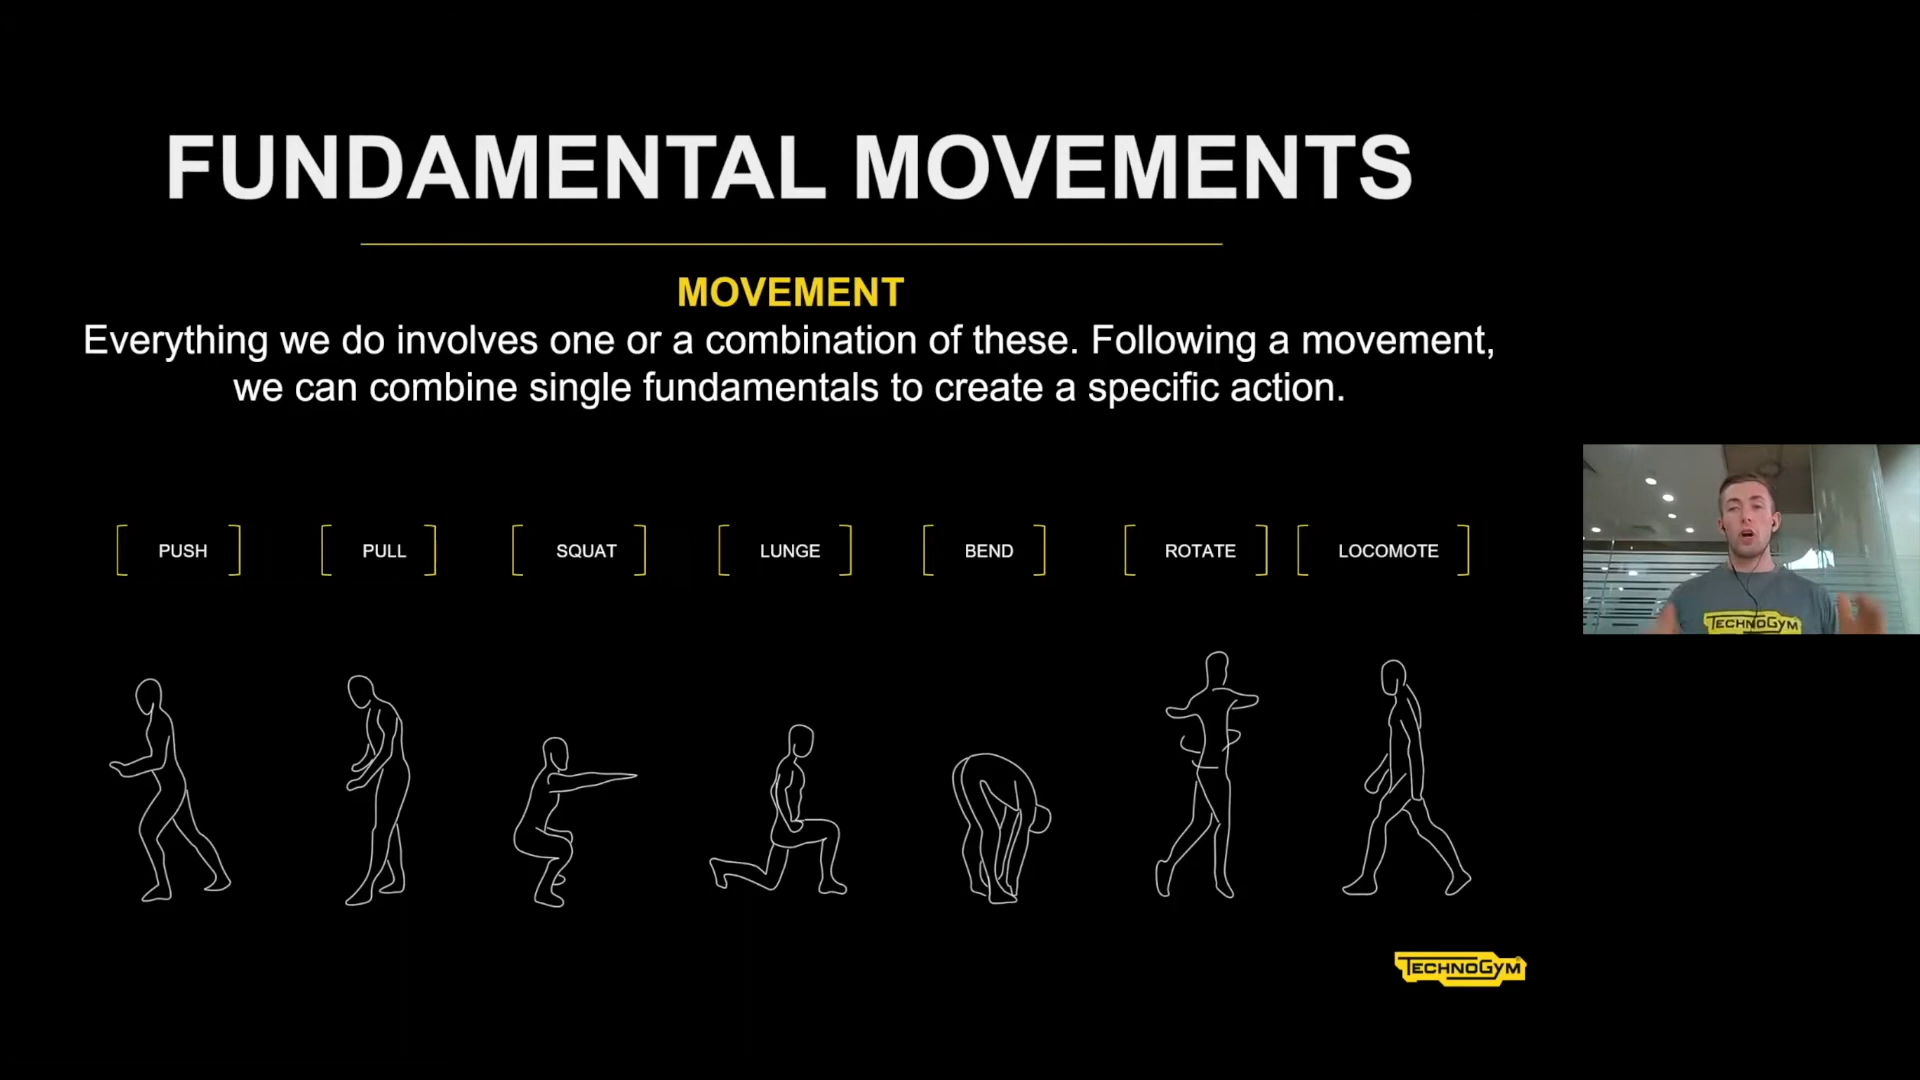 FUNDAMENTAL MOVEMENTS
MOVEMENT
Everything we do involves one or a combination of these. Following a movement,
we can combine single fundamentals to create a specific action.
PUSH
PULL
SQUAT
LUNGE
BEND
ROTATE
LOCOMOTE
TECHNOGYM
TECHNOGYM